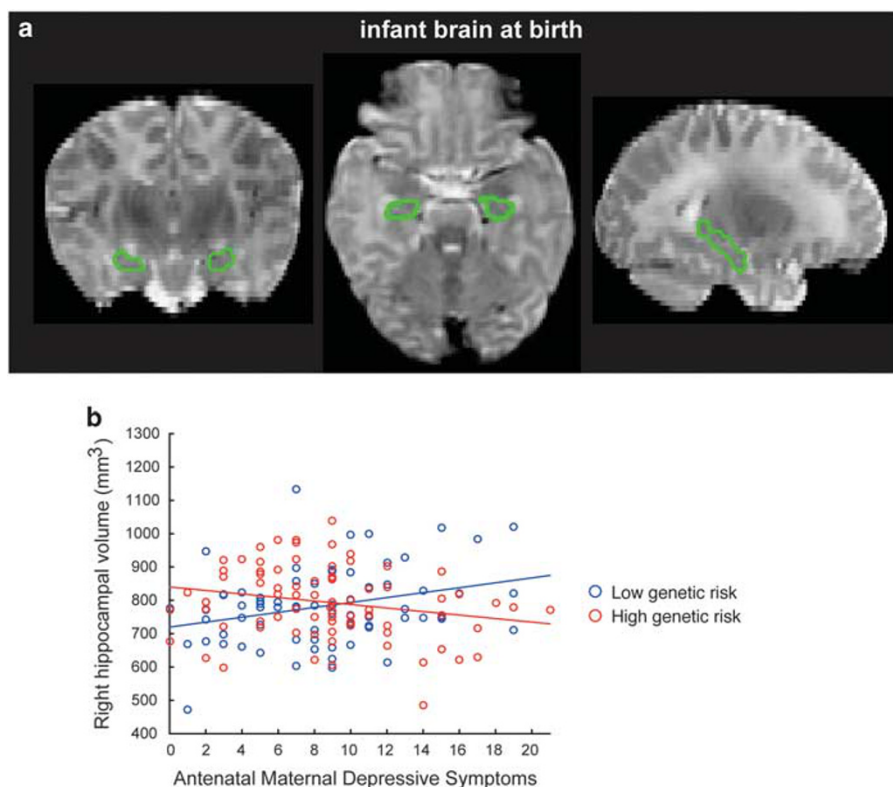 a
infant brain at birth
b
Right hippocampal volume (mm³)
1300
1200
1100
1000
900
800
700
600
500
400
0 2 4 6 8 10 12 14 16 18 20
Antenatal Maternal Depressive Symptoms
Low genetic risk
High genetic risk